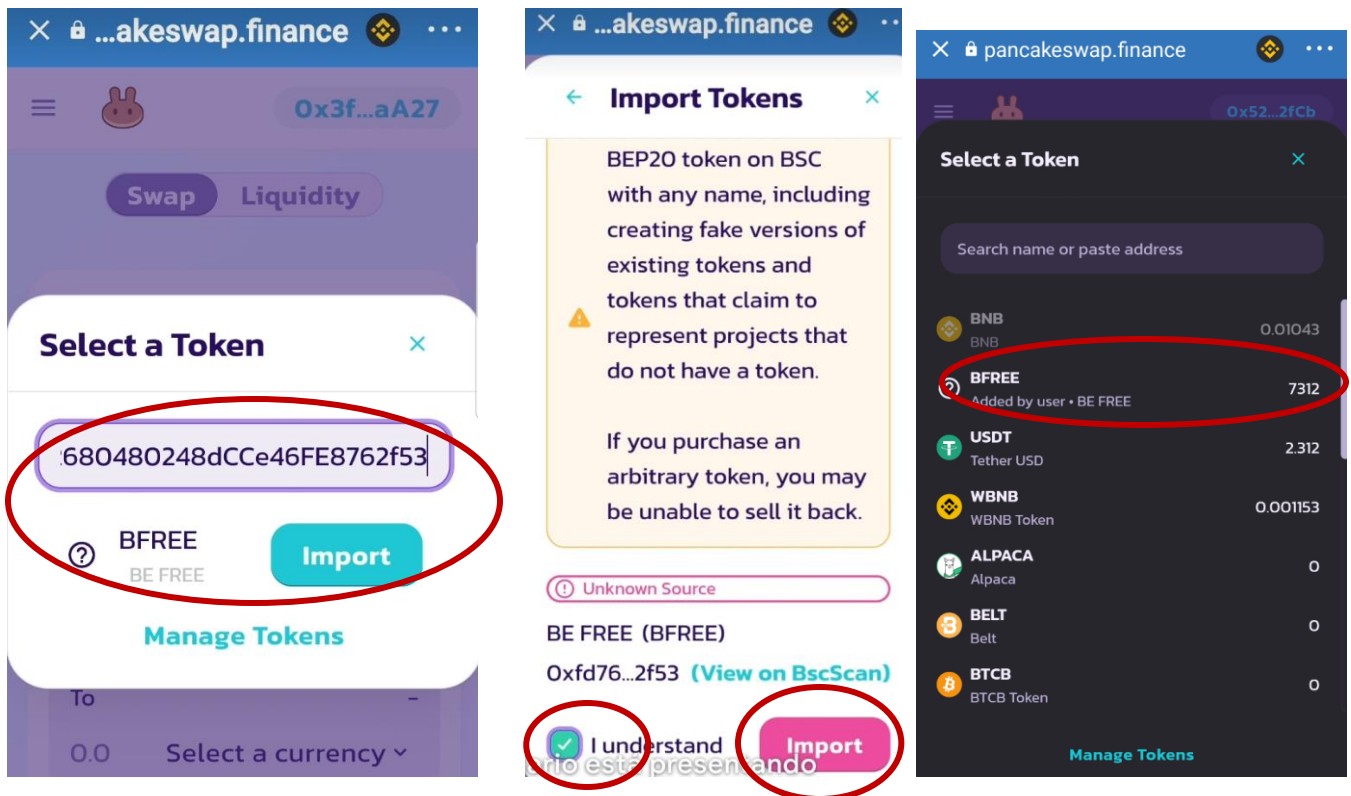 ...akeswap.finance
0x3f...aA27
Swap
Liquidity
Select a Token
680480248dCCe46FE8762f53
BFREE
BE FREE
Import
Manage Tokens
To
-
0.0
Select a currency
...akeswap.finance
Import Tokens
BEP20 token on BSC
with any name, including
creating fake versions of
existing tokens and
tokens that claim to
represent projects that
do not have a token.
If you purchase an
arbitrary token, you may
be unable to sell it back.
Unknown Source
BE FREE (BFREE)
0xfd76...2f53 (View on BscScan)
I understand
Import
está presentando
pancakeswap.finance
0x52...2fCb
Select a Token
Search name or paste address
BNB
BNB
0.01043
BFREE
Added by user • BE FREE
7312
USDT
Tether USD
2.312
WBNB
WBNB Token
0.001153
ALPACA
Alpaca
0
BELT
Belt
0
BTCB
BTCB Token
0
Manage Tokens